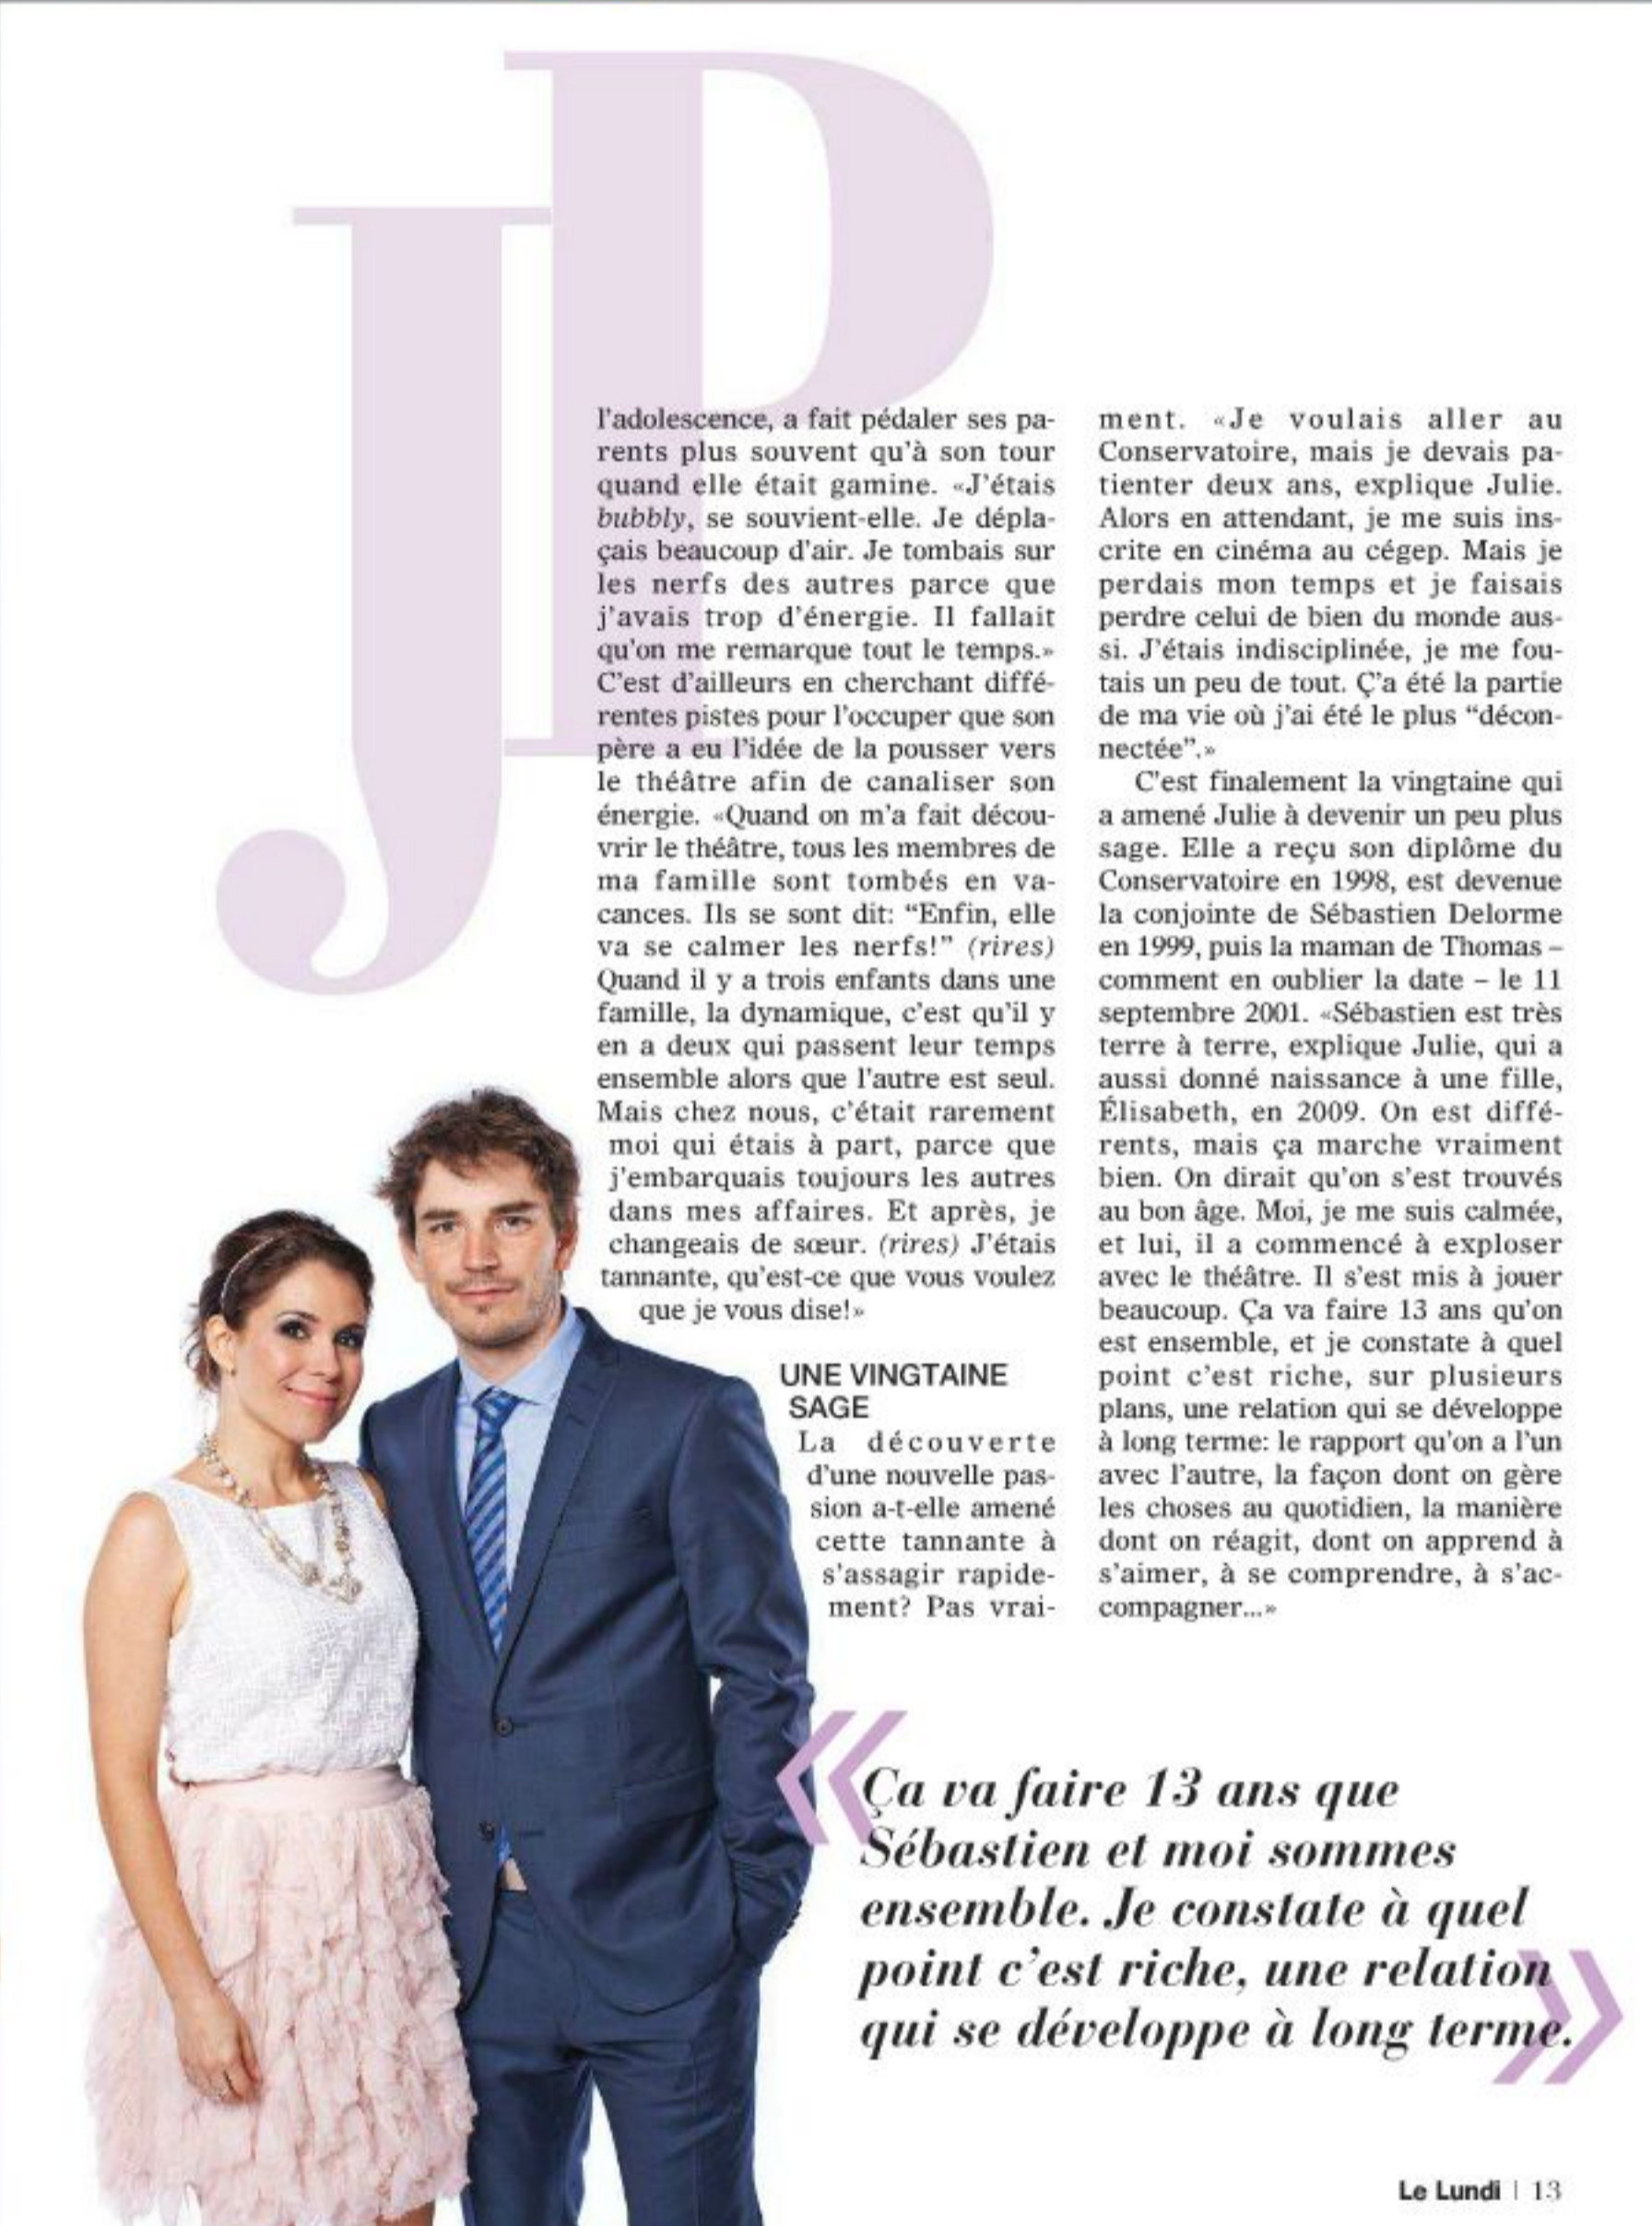 JP
l'adolescence, a fait pédaler ses pa-
rents plus souvent qu'à son tour
quand elle était gamine. «J'étais
bubbly, se souvient-elle. Je dépla-
çais beaucoup d'air. Je tombais sur
les nerfs des autres parce que
j'avais trop d'énergie. Il fallait
qu'on me remarque tout le temps.»
C'est d'ailleurs en cherchant diffé-
rentes pistes pour l'occuper que son
père a eu l'idée de la pousser vers
le théâtre afin de canaliser son
énergie. «Quand on m'a fait décou-
vrir le théâtre, tous les membres de
ma famille sont tombés en va-
cances. Ils se sont dit: “Enfin, elle
va se calmer les nerfs!” (rires)
Quand il y a trois enfants dans une
famille, la dynamique, c'est qu'il y
en a deux qui passent leur temps
ensemble alors que l'autre est seul.
Mais chez nous, c'était rarement
moi qui étais à part, parce que
j'embarquais toujours les autres
dans mes affaires. Et après, je
changeais de sœur. (rires) J'étais
tannante, qu'est-ce que vous voulez
que je vous dise!»
UNE VINGTAINE
SAGE
La découverte
d'une nouvelle pas-
sion a-t-elle amené
cette tannante à
s'assagir rapide-
ment? Pas vrai-
ment. «Je voulais aller au
Conservatoire, mais je devais pa-
tienter deux ans, explique Julie.
Alors en attendant, je me suis ins-
crite en cinéma au cégep. Mais je
perdais mon temps et je faisais
perdre celui de bien du monde aus-
si. J'étais indisciplinée, je me fou-
tais un peu de tout. Ç'a été la partie
de ma vie où j'ai été le plus “décon-
nectée”.»
C'est finalement la vingtaine qui
a amené Julie à devenir un peu plus
sage. Elle a reçu son diplôme du
Conservatoire en 1998, est devenue
la conjointe de Sébastien Delorme
en 1999, puis la maman de Thomas –
comment en oublier la date – le 11
septembre 2001. «Sébastien est très
terre à terre, explique Julie, qui a
aussi donné naissance à une fille,
Élisabeth, en 2009. On est diffé-
rents, mais ça marche vraiment
bien. On dirait qu'on s'est trouvés
au bon âge. Moi, je me suis calmée,
et lui, il a commencé à exploser
avec le théâtre. Il s'est mis à jouer
beaucoup. Ça va faire 13 ans qu'on
est ensemble, et je constate à quel
point c'est riche, sur plusieurs
plans, une relation qui se développe
à long terme: le rapport qu'on a l'un
avec l'autre, la façon dont on gère
les choses au quotidien, la manière
dont on réagit, dont on apprend à
s'aimer, à se comprendre, à s'ac-
compagner...»
«Ça va faire 13 ans que
Sébastien et moi sommes
ensemble. Je constate à quel
point c'est riche, une relation
qui se développe à long terme.»
Le Lundi | 13